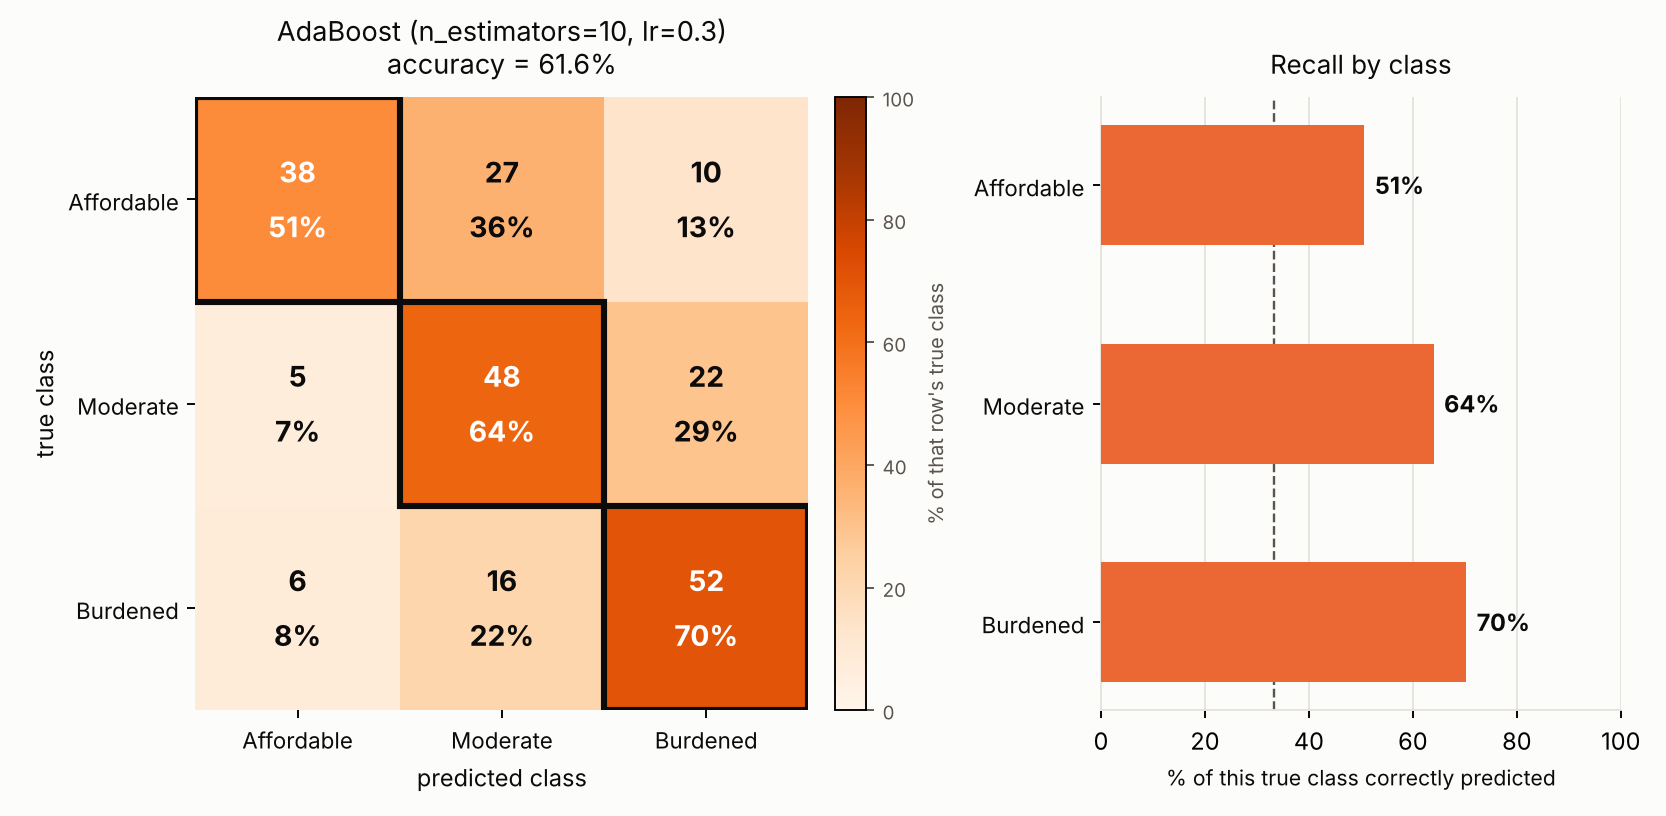 AdaBoost (n_estimators=10, lr=0.3)
accuracy = 61.6%
true class
Affordable
38
27
10
51%
36%
13%
Moderate
5
48
22
7%
64%
29%
Burdened
6
16
52
8%
22%
70%
Affordable
Moderate
Burdened
predicted class
100
80
60
40
20
0
% of that row's true class
Recall by class
Affordable
51%
Moderate
64%
Burdened
70%
0
20
40
60
80
100
% of this true class correctly predicted